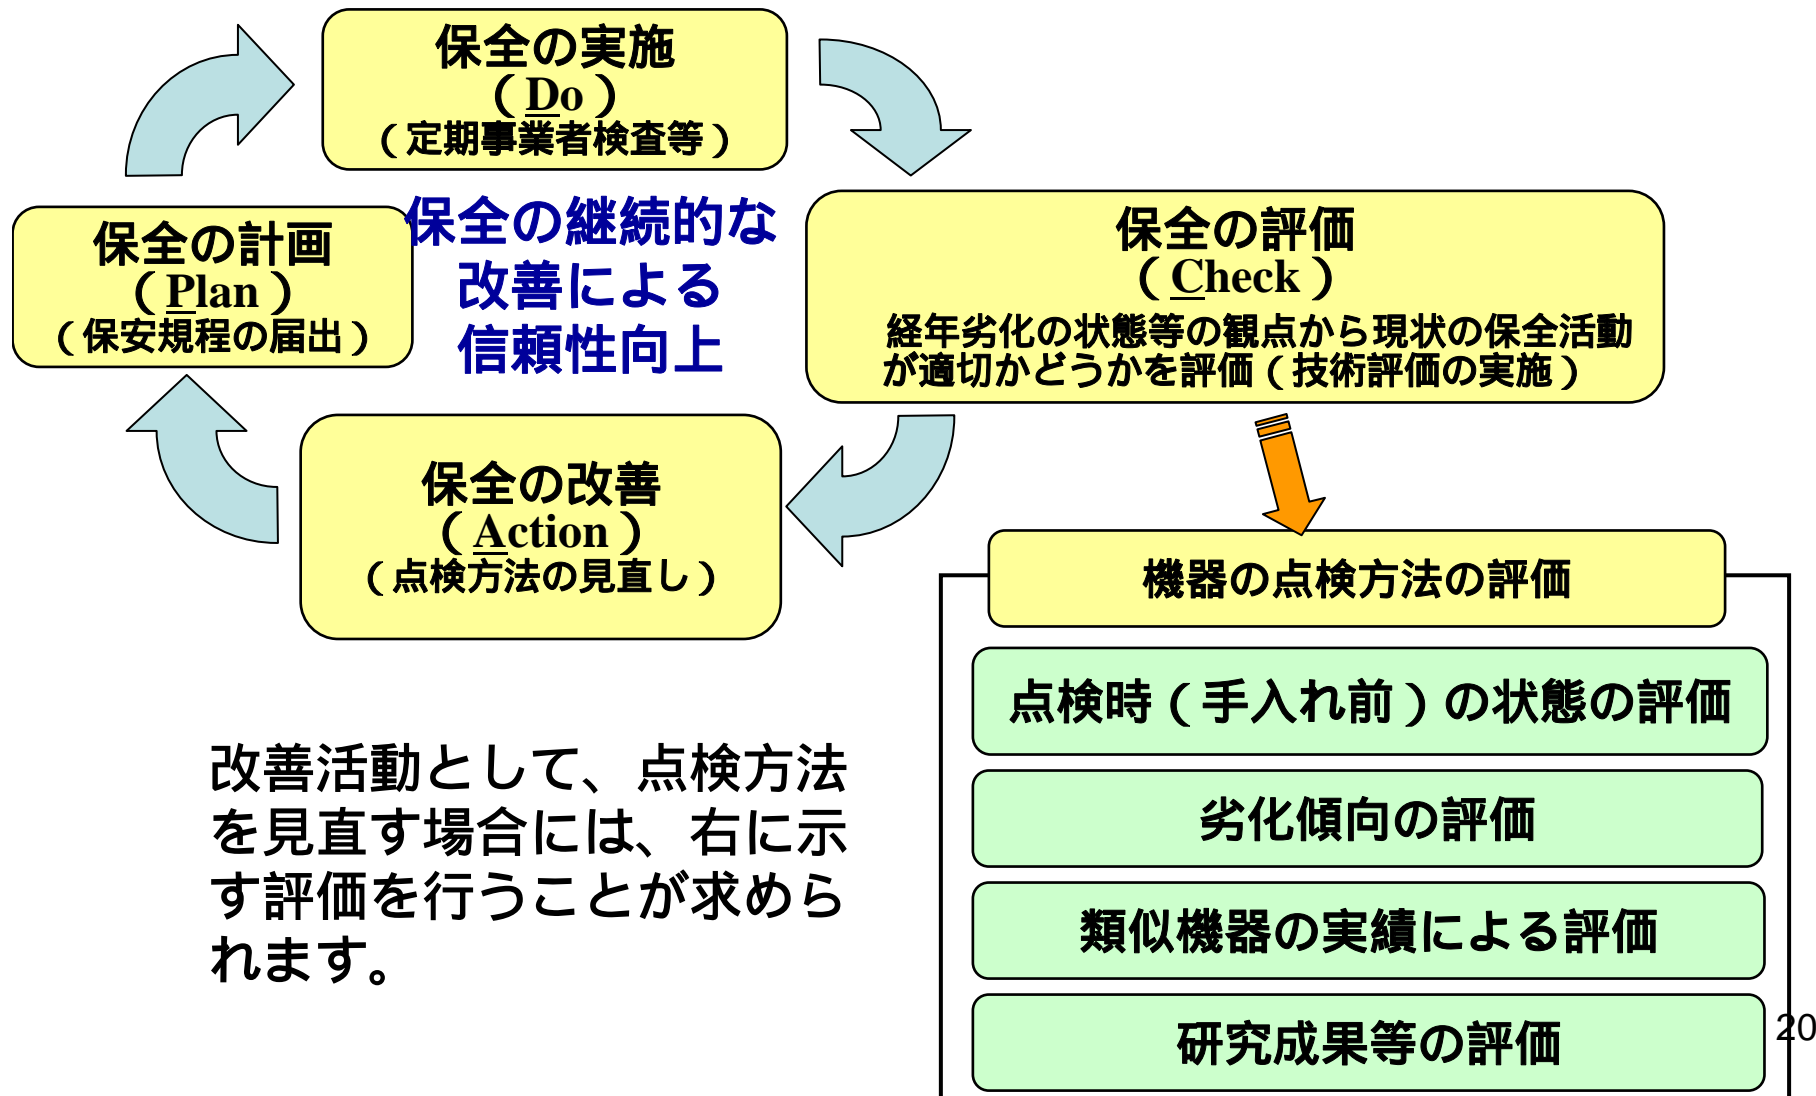 保全の実施
（Do）
（定期事業者検査等）
保全の計画
（Plan）
（保安規程の届出）
保全の継続的な
改善による
信頼性向上
保全の評価
（Check）
経年劣化の状態等の観点から現状の保全活動
が適切かどうかを評価（技術評価の実施）
保全の改善
（Action）
（点検方法の見直し）
機器の点検方法の評価
点検時（手入れ前）の状態の評価
劣化傾向の評価
類似機器の実績による評価
研究成果等の評価
改善活動として、点検方法
を見直す場合には、右に示
す評価を行うことが求めら
れます。
20